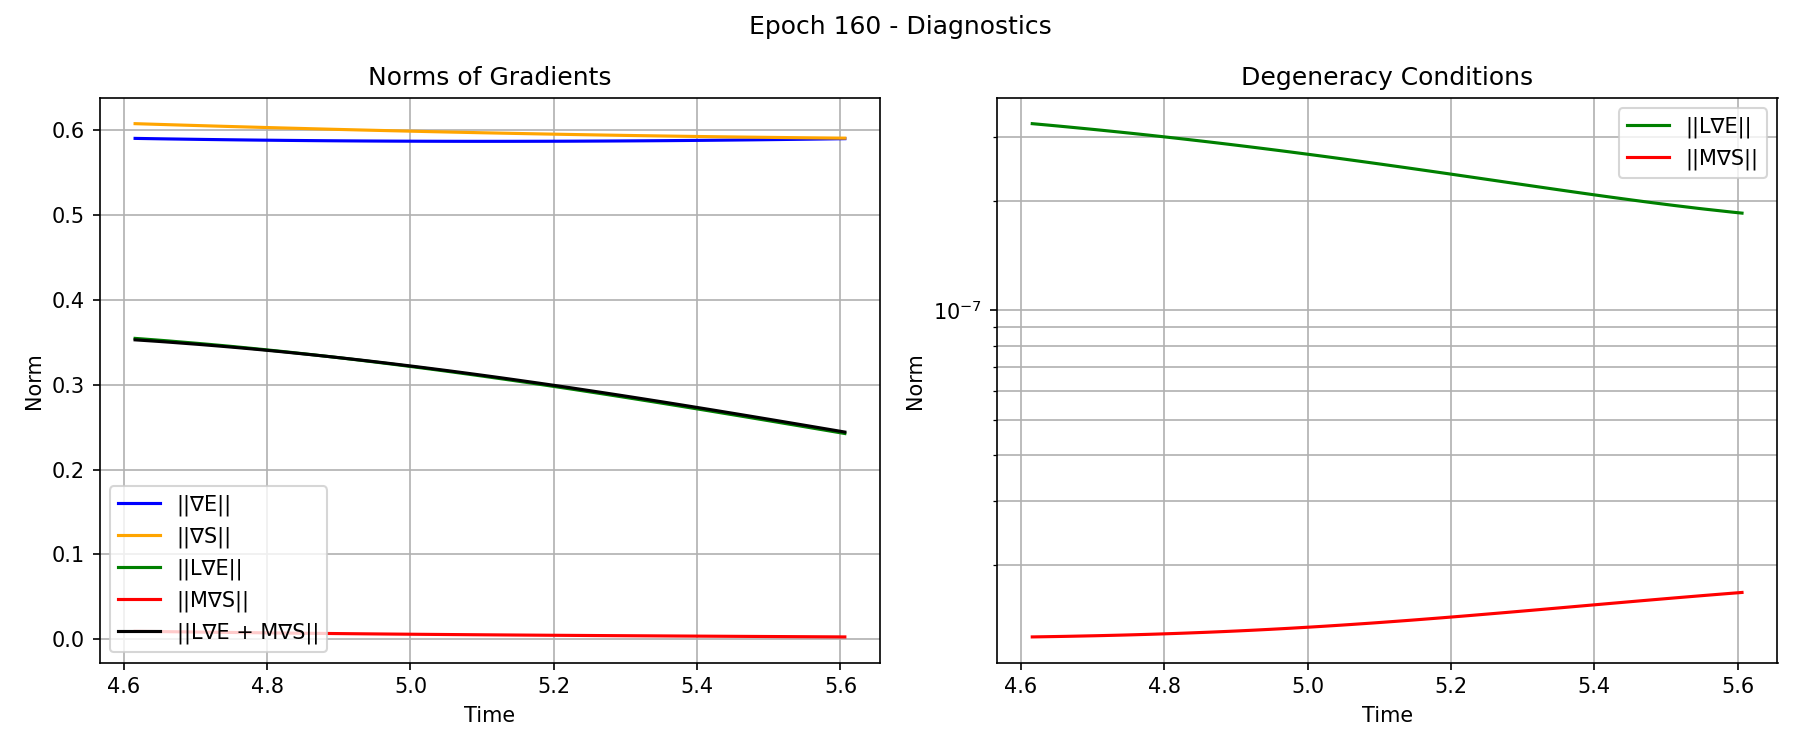 Epoch 160 - Diagnostics
Norms of Gradients
Norm
0.6
0.5
0.4
0.3
0.2
0.1
0.0
||∇E||
||∇S||
||L∇E||
||M∇S||
||L∇E + M∇S||
4.6 4.8 5.0 5.2 5.4 5.6
Time
Degeneracy Conditions
Norm
10⁻⁷
||L∇E||
||M∇S||
4.6 4.8 5.0 5.2 5.4 5.6
Time